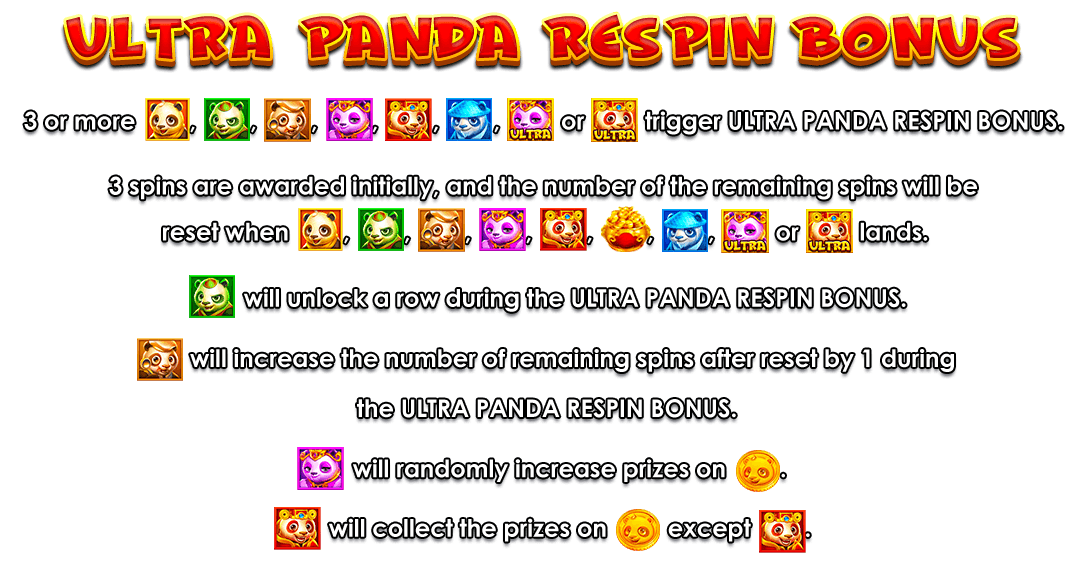 ULTRA PANDA RESPIN BONUS
3 or more , , , , , , ULTRA or ULTRA trigger ULTRA PANDA RESPIN BONUS.
3 spins are awarded initially, and the number of the remaining spins will be
reset when , , , , , , , ULTRA or ULTRA lands.
will unlock a row during the ULTRA PANDA RESPIN BONUS.
will increase the number of remaining spins after reset by 1 during
the ULTRA PANDA RESPIN BONUS.
will randomly increase prizes on .
will collect the prizes on except .